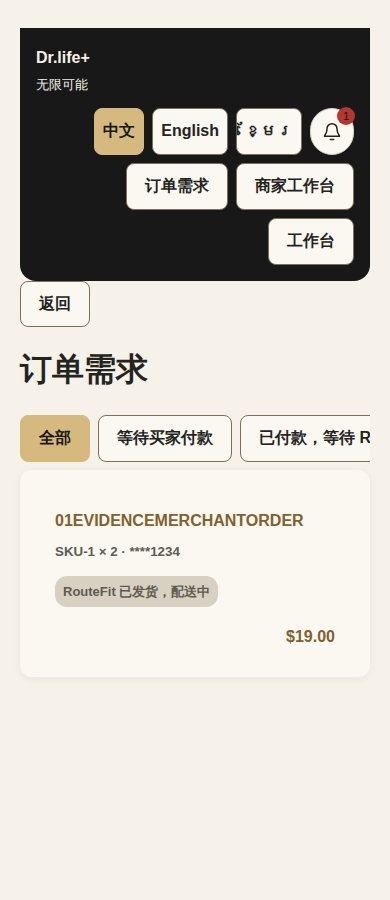 Dr.life+
无限可能
中文
English
ខ្មែរ
1
订单需求
商家工作台
工作台
返回
订单需求
全部
等待买家付款
已付款，等待 R
01EVIDENCEMERCHANTORDER
SKU-1 × 2 · ****1234
RouteFit 已发货，配送中
$19.00